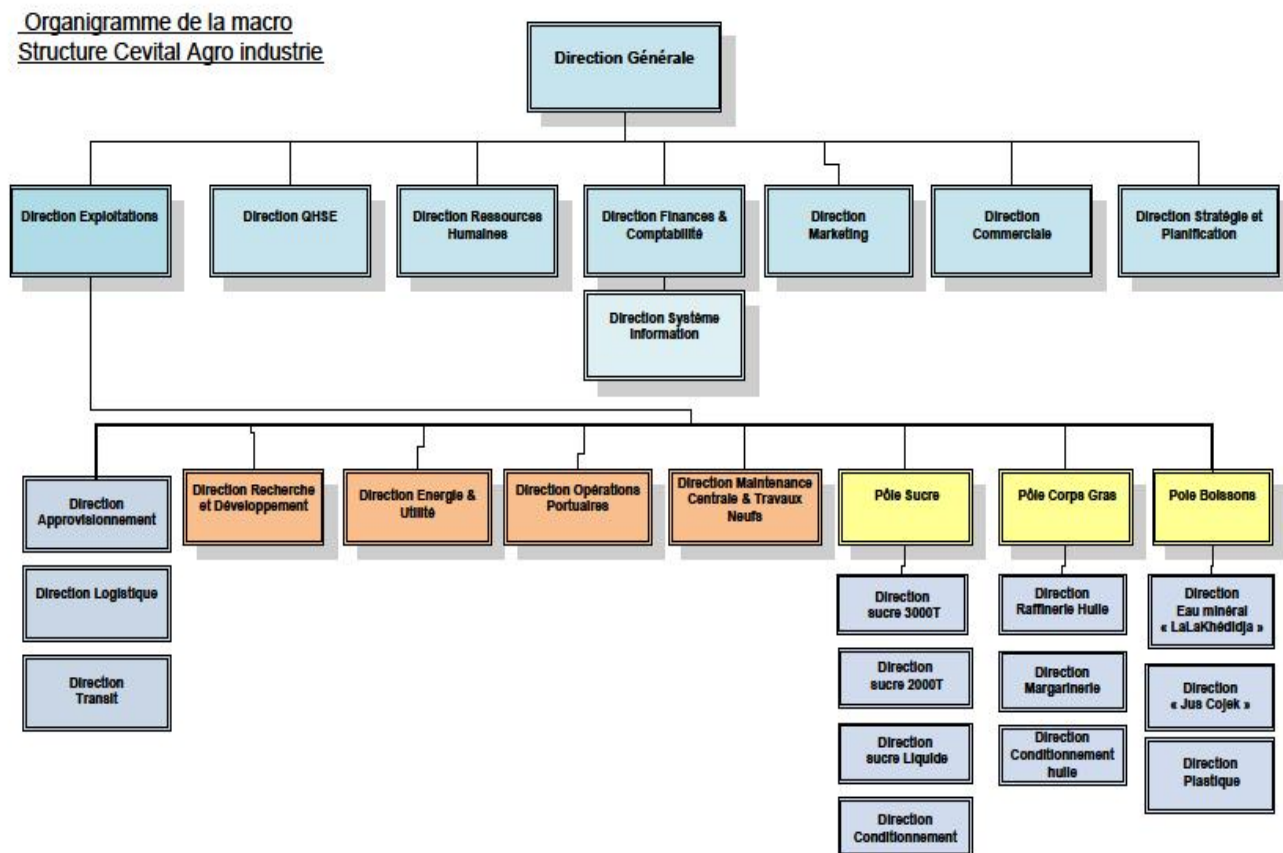 Organigramme de la macro
Structure Cevital Agro industrie
Direction Générale
Direction Exploitations
Direction QHSE
Direction Ressources
Humaines
Direction Finances &
Comptabilité
Direction
Marketing
Direction
Commerciale
Direction Stratégie et
Planification
Direction Système
Information
Direction
Approvisionnement
Direction Recherche
et Développement
Direction Energie &
Utilité
Direction Opérations
Portuaires
Direction Maintenance
Centrale & Travaux
Neufs
Pôle Sucre
Pôle Corps Gras
Pole Boissons
Direction Logistique
Direction
Transit
Direction
sucre 3000T
Direction
sucre 2000T
Direction
sucre Liquide
Direction
Conditionnement
Direction
Raffinerie Huile
Direction
Margarinerie
Direction
Conditionnement
huile
Direction
Eau minéral
« LaLaKhédidja »
Direction
« Jus Cojek »
Direction
Plastique